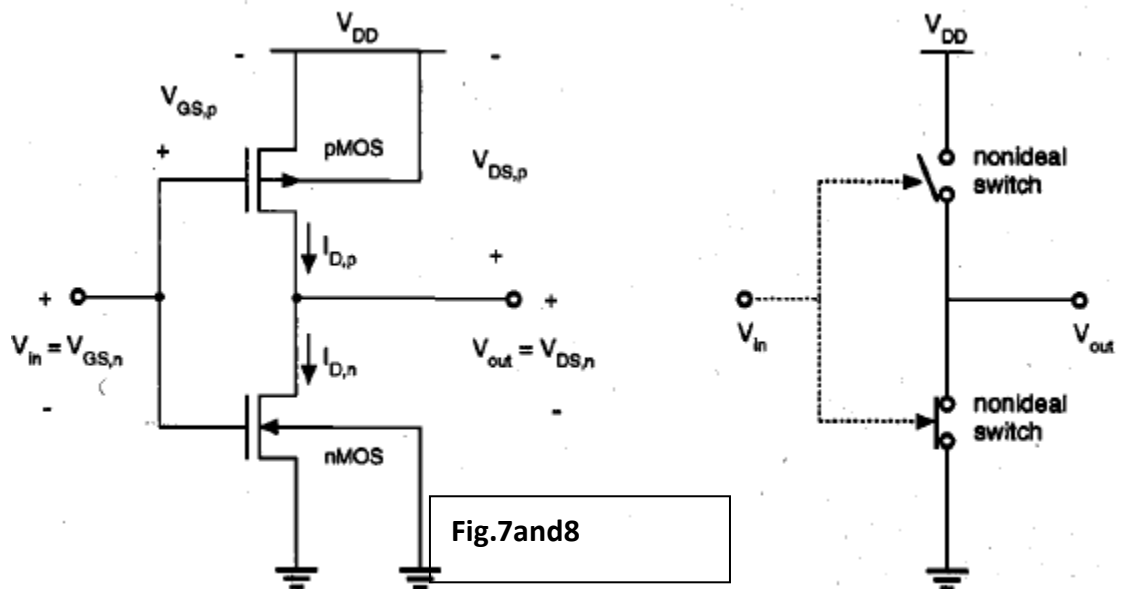 V_DD
-
-
V_GS,p
+
pMOS
V_DS,p
I_D,p
+
+
+
V_in = V_GS,n
V_out = V_DS,n
I_D,n
-
-
nMOS
Fig.7and8
V_DD
nonideal
switch
V_in
V_out
nonideal
switch